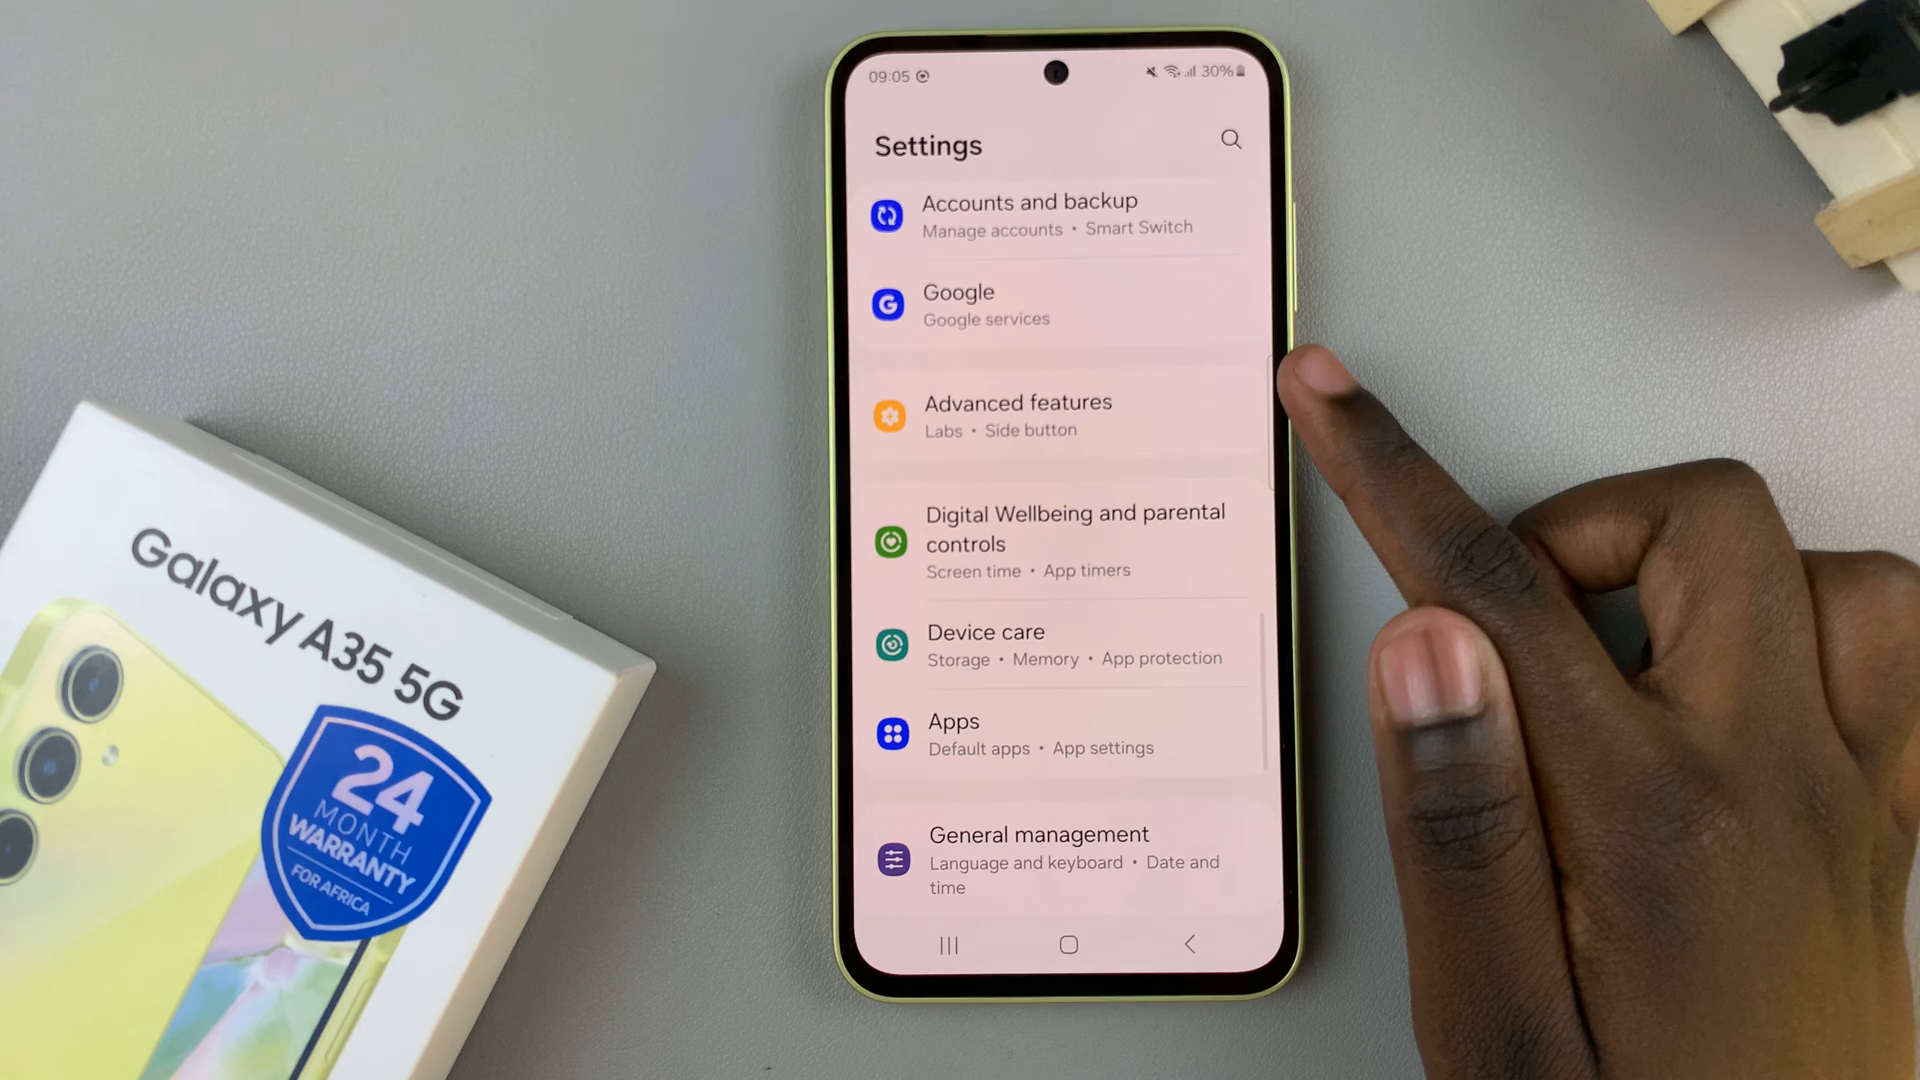 09:05
30%
Settings
Accounts and backup
Manage accounts • Smart Switch
Google
Google services
Advanced features
Labs • Side button
Digital Wellbeing and parental
controls
Screen time • App timers
Device care
Storage • Memory • App protection
Apps
Default apps • App settings
General management
Language and keyboard • Date and
time
Galaxy A35 5G
24
MONTH
WARRANTY
FOR AFRICA